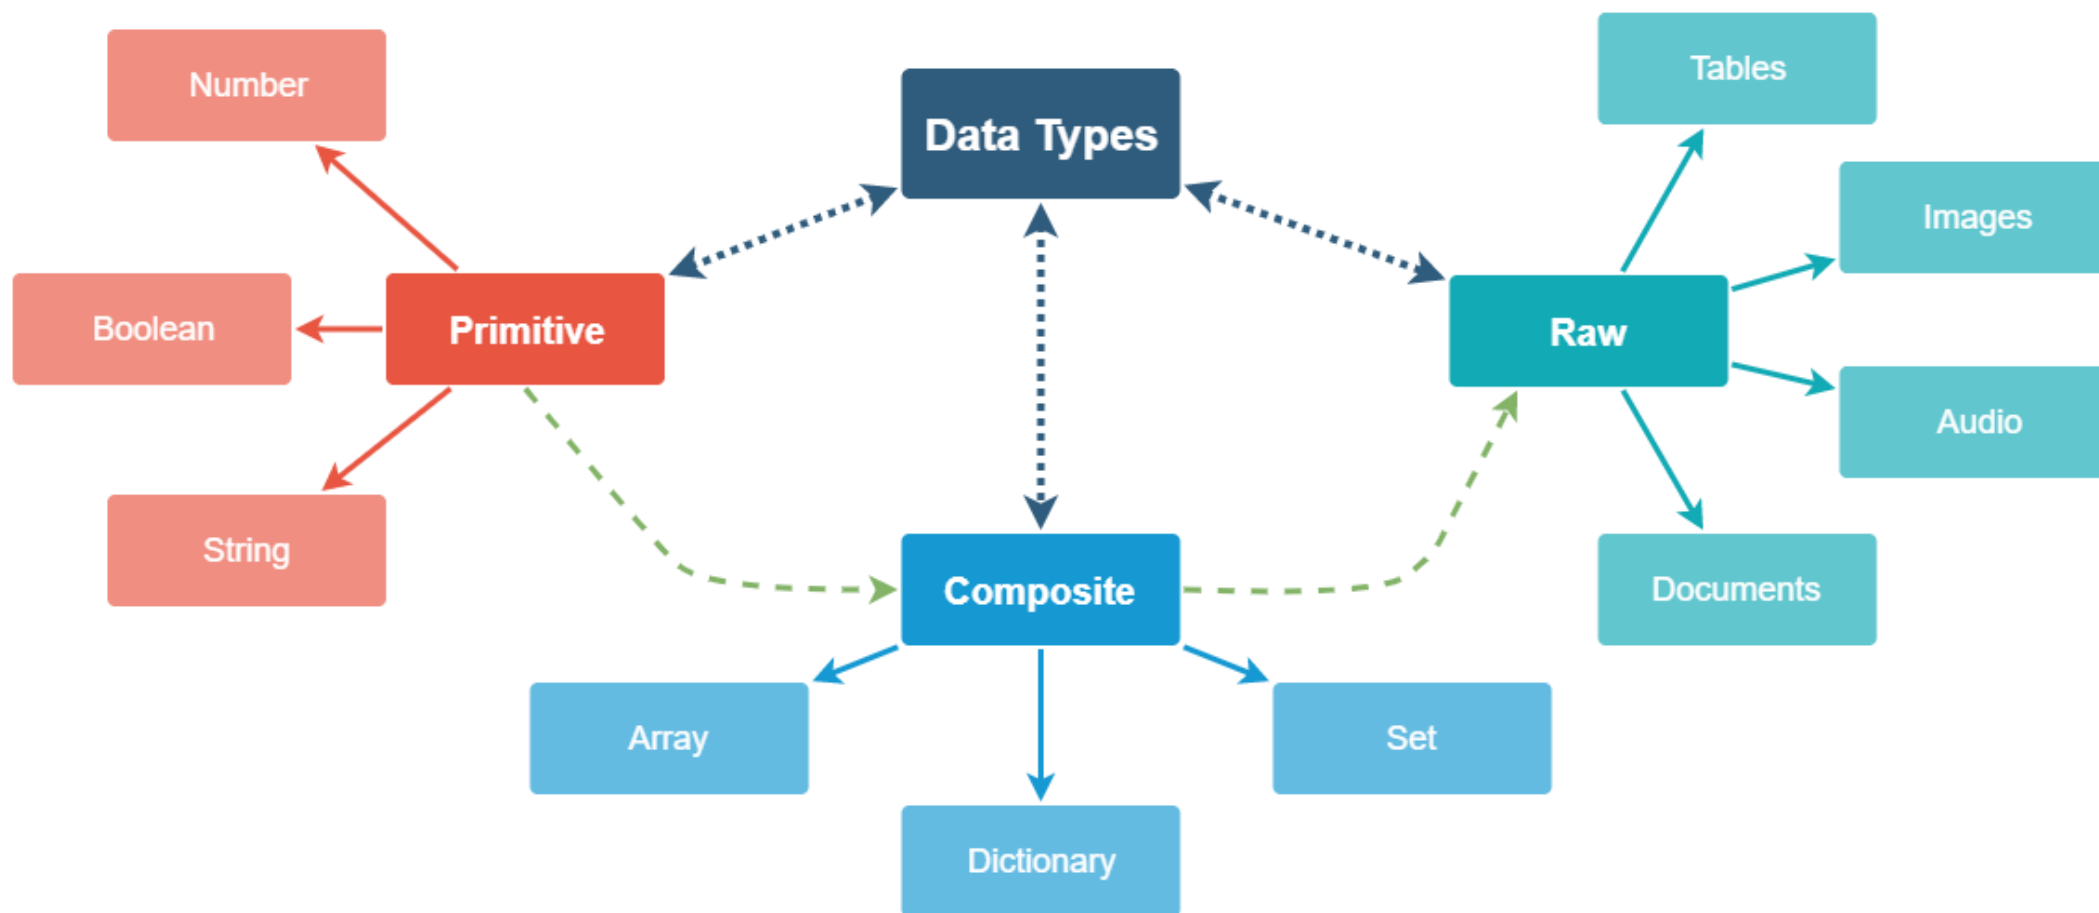 Data Types
Primitive
Number
Boolean
String
Composite
Array
Dictionary
Set
Raw
Tables
Images
Audio
Documents